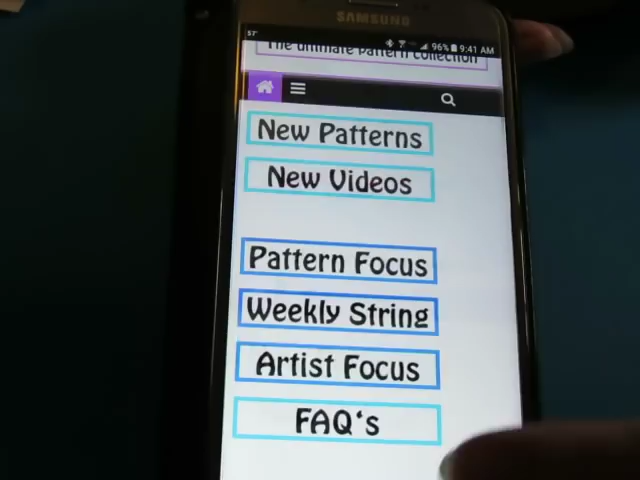 SAMSUNG
57°
96% 9:41 AM
The ultimate Pattern Collection
New Patterns
New Videos
Pattern Focus
Weekly String
Artist Focus
FAQ's